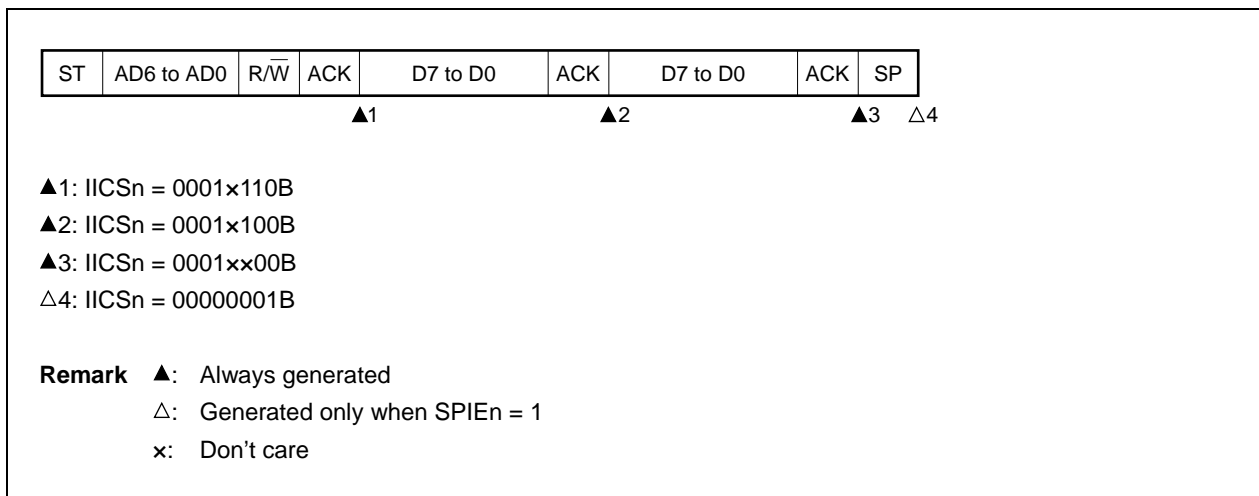 ST AD6 to AD0 R/W̅ ACK D7 to D0 ACK D7 to D0 ACK SP
▲1 ▲2 ▲3 △4
▲1: IICSn = 0001×110B
▲2: IICSn = 0001×100B
▲3: IICSn = 0001××00B
△4: IICSn = 00000001B
Remark ▲: Always generated
△: Generated only when SPIEn = 1
×: Don't care